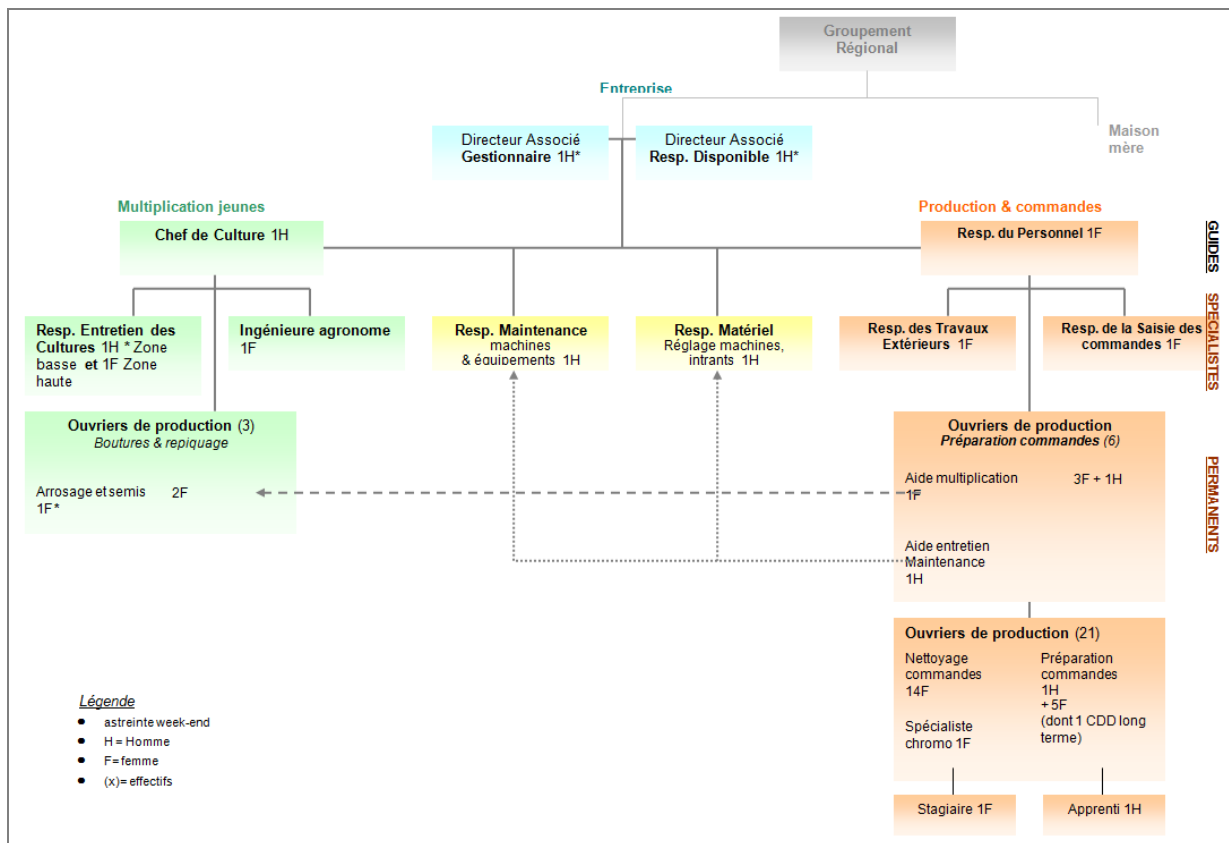 Groupement
Régional
Entreprise
Maison
mère
Directeur Associé
Gestionnaire 1H*
Directeur Associé
Resp. Disponible 1H*
Multiplication jeunes
Production & commandes
Chef de Culture 1H
Resp. du Personnel 1F
GUIDES
Resp. Entretien des
Cultures 1H * Zone
basse et 1F Zone
haute
Ingénieure agronome
1F
Resp. Maintenance
machines
& équipements 1H
Resp. Matériel
Réglage machines,
intrants 1H
Resp. des Travaux
Extérieurs 1F
Resp. de la Saisie des
commandes 1F
SPECIALISTES
Ouvriers de production (3)
Boutures & repiquage
Arrosage et semis 2F
1F*
Ouvriers de production
Préparation commandes (6)
Aide multiplication 3F + 1H
1F
Aide entretien
Maintenance
1H
PERMANENTS
Ouvriers de production (21)
Nettoyage
commandes
14F
Spécialiste
chromo 1F
Préparation
commandes
1H
+ 5F
(dont 1 CDD long
terme)
Stagiaire 1F
Apprenti 1H
Légende
• astreinte week-end
• H = Homme
• F= femme
• (x)= effectifs